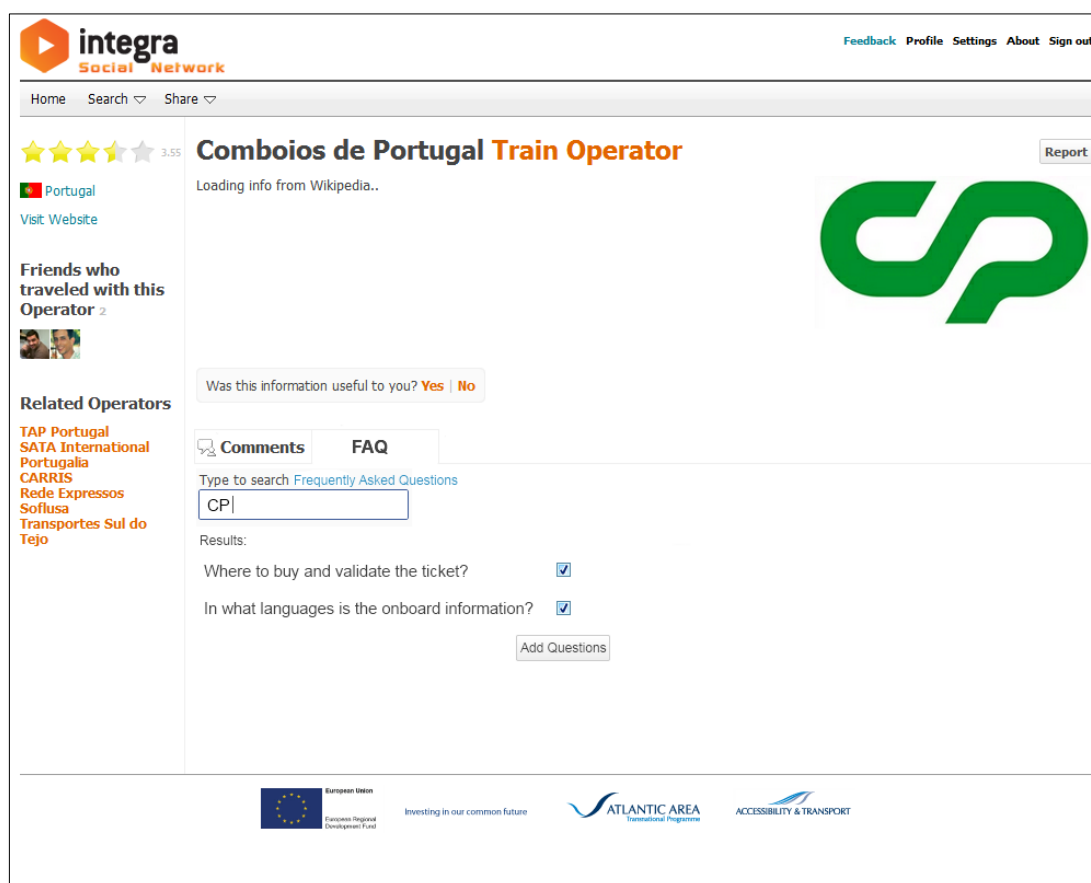 integra
Social Network
Feedback Profile Settings About Sign out
Home Search Share
3.55
Portugal
Visit Website
Friends who
traveled with this
Operator 2
Related Operators
TAP Portugal
SATA International
Portugalia
CARRIS
Rede Expressos
Soflusa
Transportes Sul do
Tejo
Comboios de Portugal Train Operator
Report
Loading info from Wikipedia..
CP
Was this information useful to you? Yes | No
Comments FAQ
Type to search Frequently Asked Questions
CP
Results:
Where to buy and validate the ticket?
In what languages is the onboard information?
Add Questions
European Union
European Regional
Development Fund
Investing in our common future
ATLANTIC AREA
Transnational Programme
ACCESSIBILITY & TRANSPORT